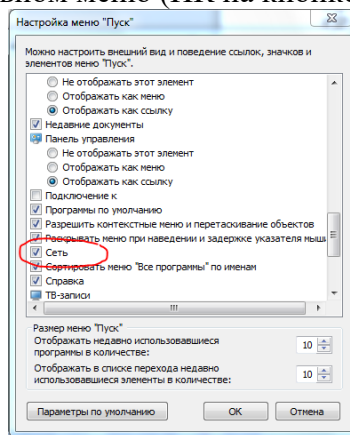 Настройка меню "Пуск"
Можно настроить внешний вид и поведение ссылок, значков и
элементов меню "Пуск".
Не отображать этот элемент
Отображать как меню
Отображать как ссылку
Недавние документы
Панель управления
Не отображать этот элемент
Отображать как меню
Отображать как ссылку
Подключение к
Программы по умолчанию
Разрешить контекстные меню и перетаскивание объектов
Раскрывать меню при наведении и задержке указателя
Сеть
Сортировать меню "Все программы" по именам
Справка
ТВ-записи
Размер меню "Пуск"
Отображать недавно использовавшиеся
программы в количестве:
10
Отображать в списке перехода недавно
использовавшиеся элементы в количестве:
10
Параметры по умолчанию
ОК
Отмена